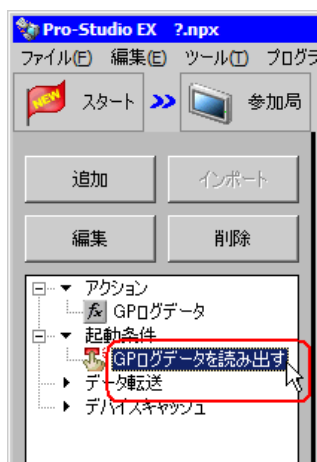 Pro-Studio EX ?.npx
ファイル(F) 編集(E) ツール(T) プログラ
NEW スタート >> 参加局
追加 インポート
編集 削除
アクション
fx GPログデータ
起動条件
GPログデータを読み出す
データ転送
デバイスキャッシュ